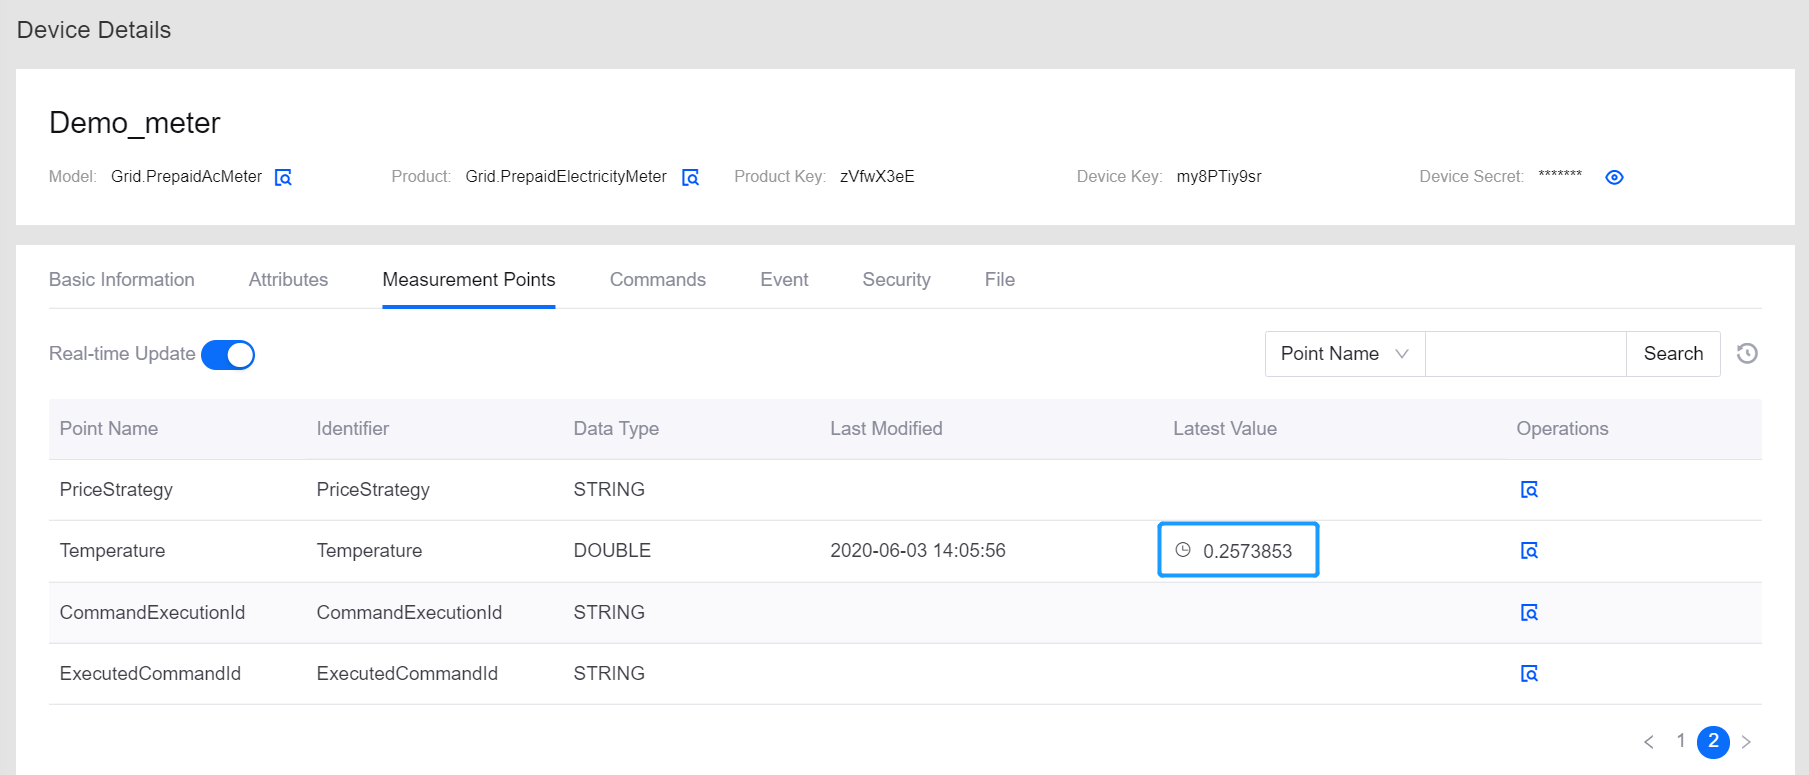 Device Details
Demo_meter
Model: Grid.PrepaidAcMeter Product: Grid.PrepaidElectricityMeter Product Key: zVfwX3eE Device Key: my8PTiy9sr Device Secret: *******
Basic Information Attributes Measurement Points Commands Event Security File
Real-time Update Point Name Search
Point Name Identifier Data Type Last Modified Latest Value Operations
PriceStrategy PriceStrategy STRING
Temperature Temperature DOUBLE 2020-06-03 14:05:56 0.2573853
CommandExecutionId CommandExecutionId STRING
ExecutedCommandId ExecutedCommandId STRING
< 1 2 >